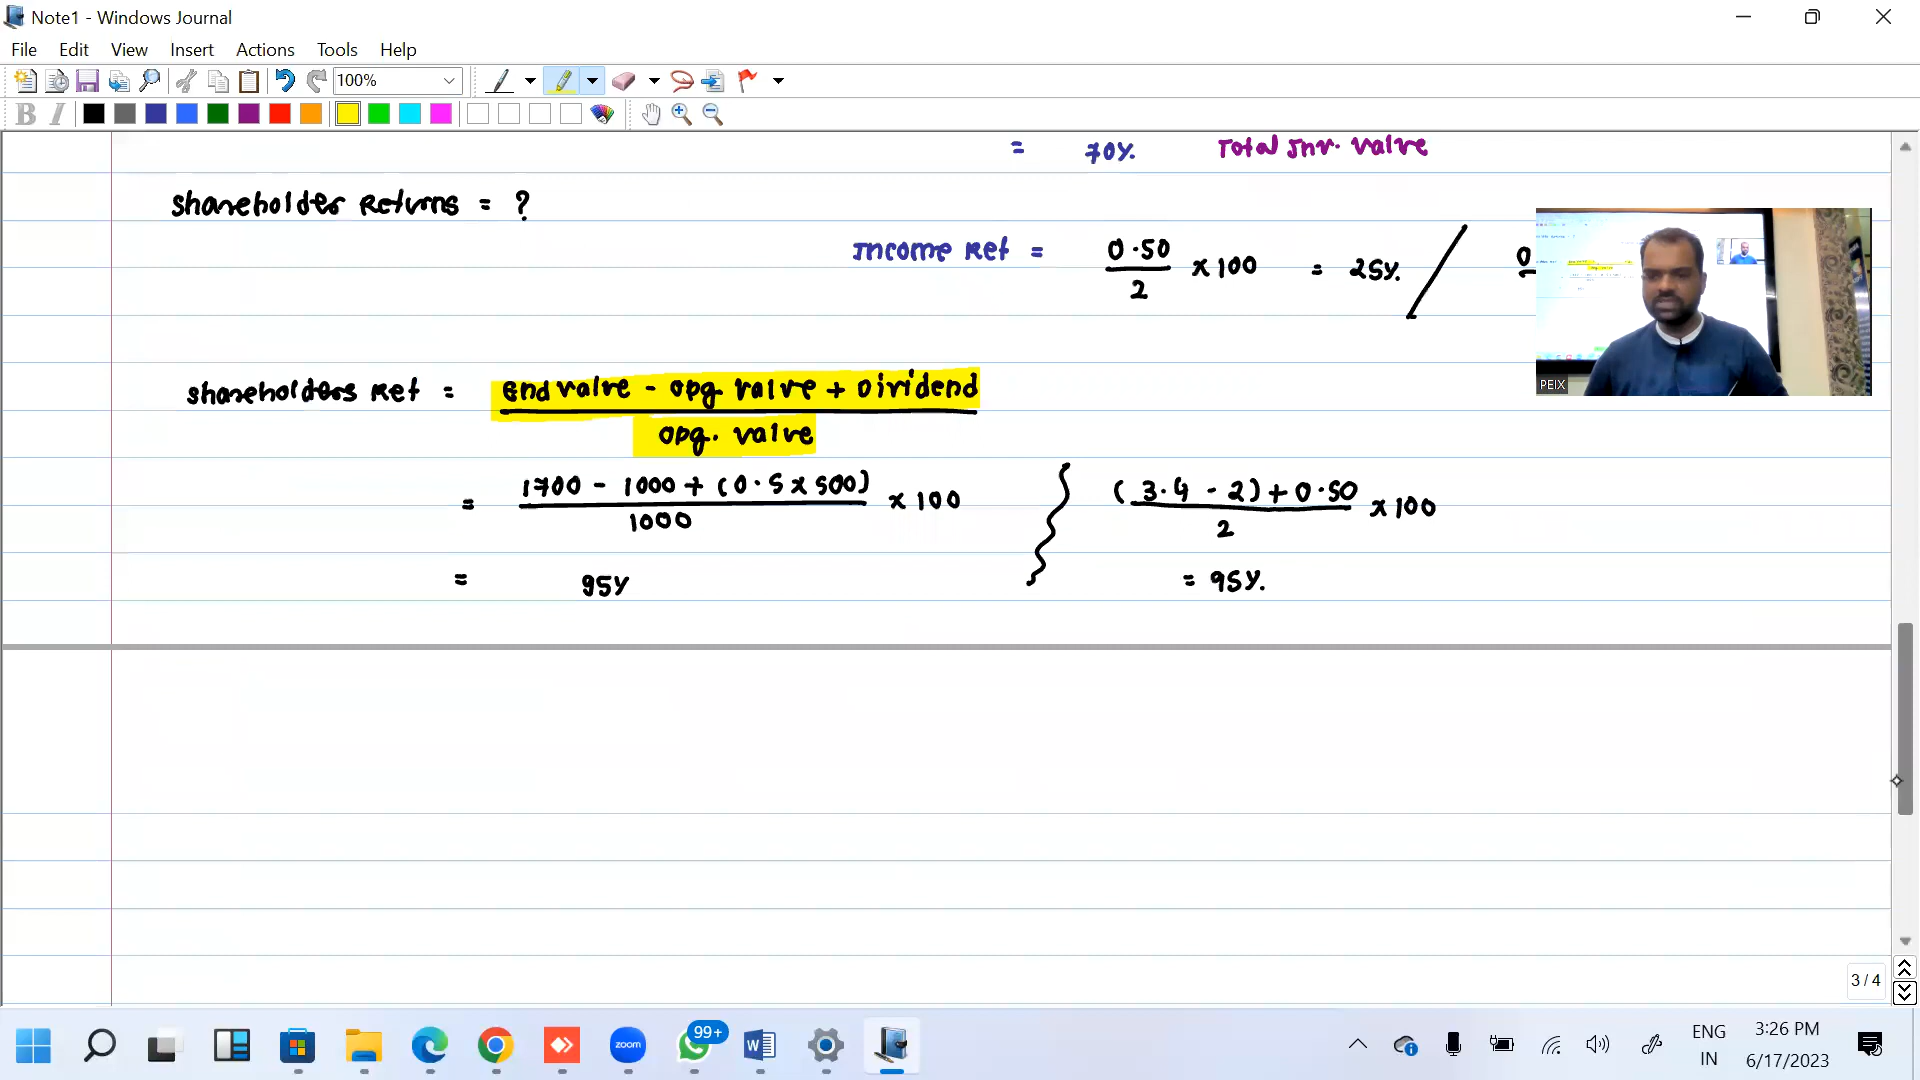 Note1 - Windows Journal
File Edit View Insert Actions Tools Help
100%
B I
= 70%. Total Inv. value
shareholder Returns = ?
Income Ret = 0.50 / 2 x 100 = 25%. 0
PEIX
shareholders Ret = End value - opg. value + Dividend
opg. value
= 1700 - 1000 + (0.5 x 500) x 100
1000
(3.4 - 2) + 0.50 x 100
2
= 95%
= 95%.
3 / 4
99+
zoom
ENG
IN
3:26 PM
6/17/2023